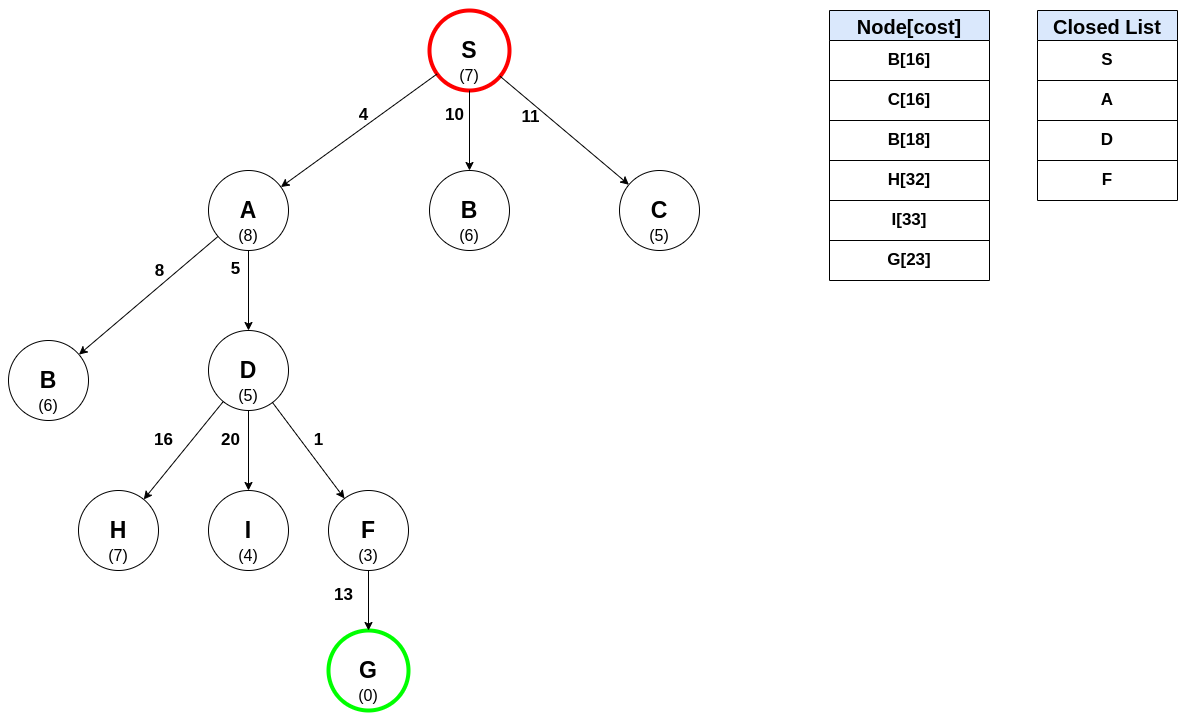 S
(7)
4
10
11
A
(8)
B
(6)
C
(5)
8
5
B
(6)
D
(5)
16
20
1
H
(7)
I
(4)
F
(3)
13
G
(0)
Node[cost]
B[16]
C[16]
B[18]
H[32]
I[33]
G[23]
Closed List
S
A
D
F